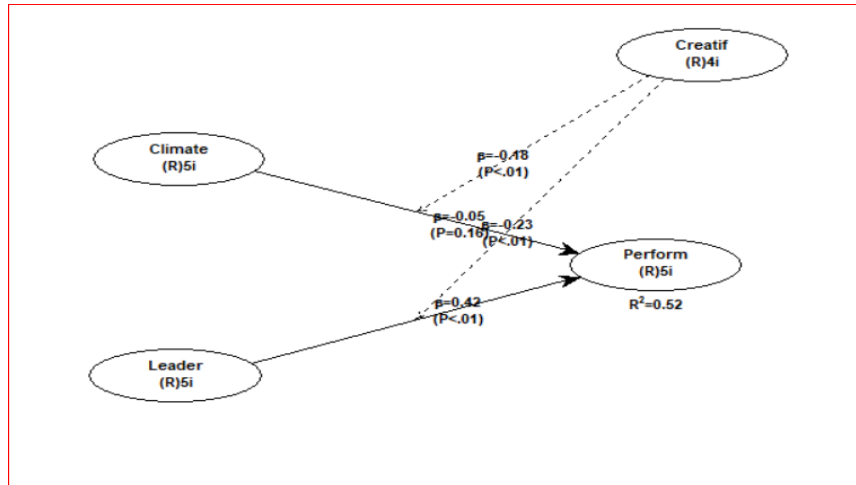 Creatif
(R)4i
Climate
(R)5i
β=-0.18
(P<.01)
β=-0.05
(P=0.16)
β=-0.23
(P<.01)
Perform
(R)5i
R²=0.52
β=0.42
(P<.01)
Leader
(R)5i